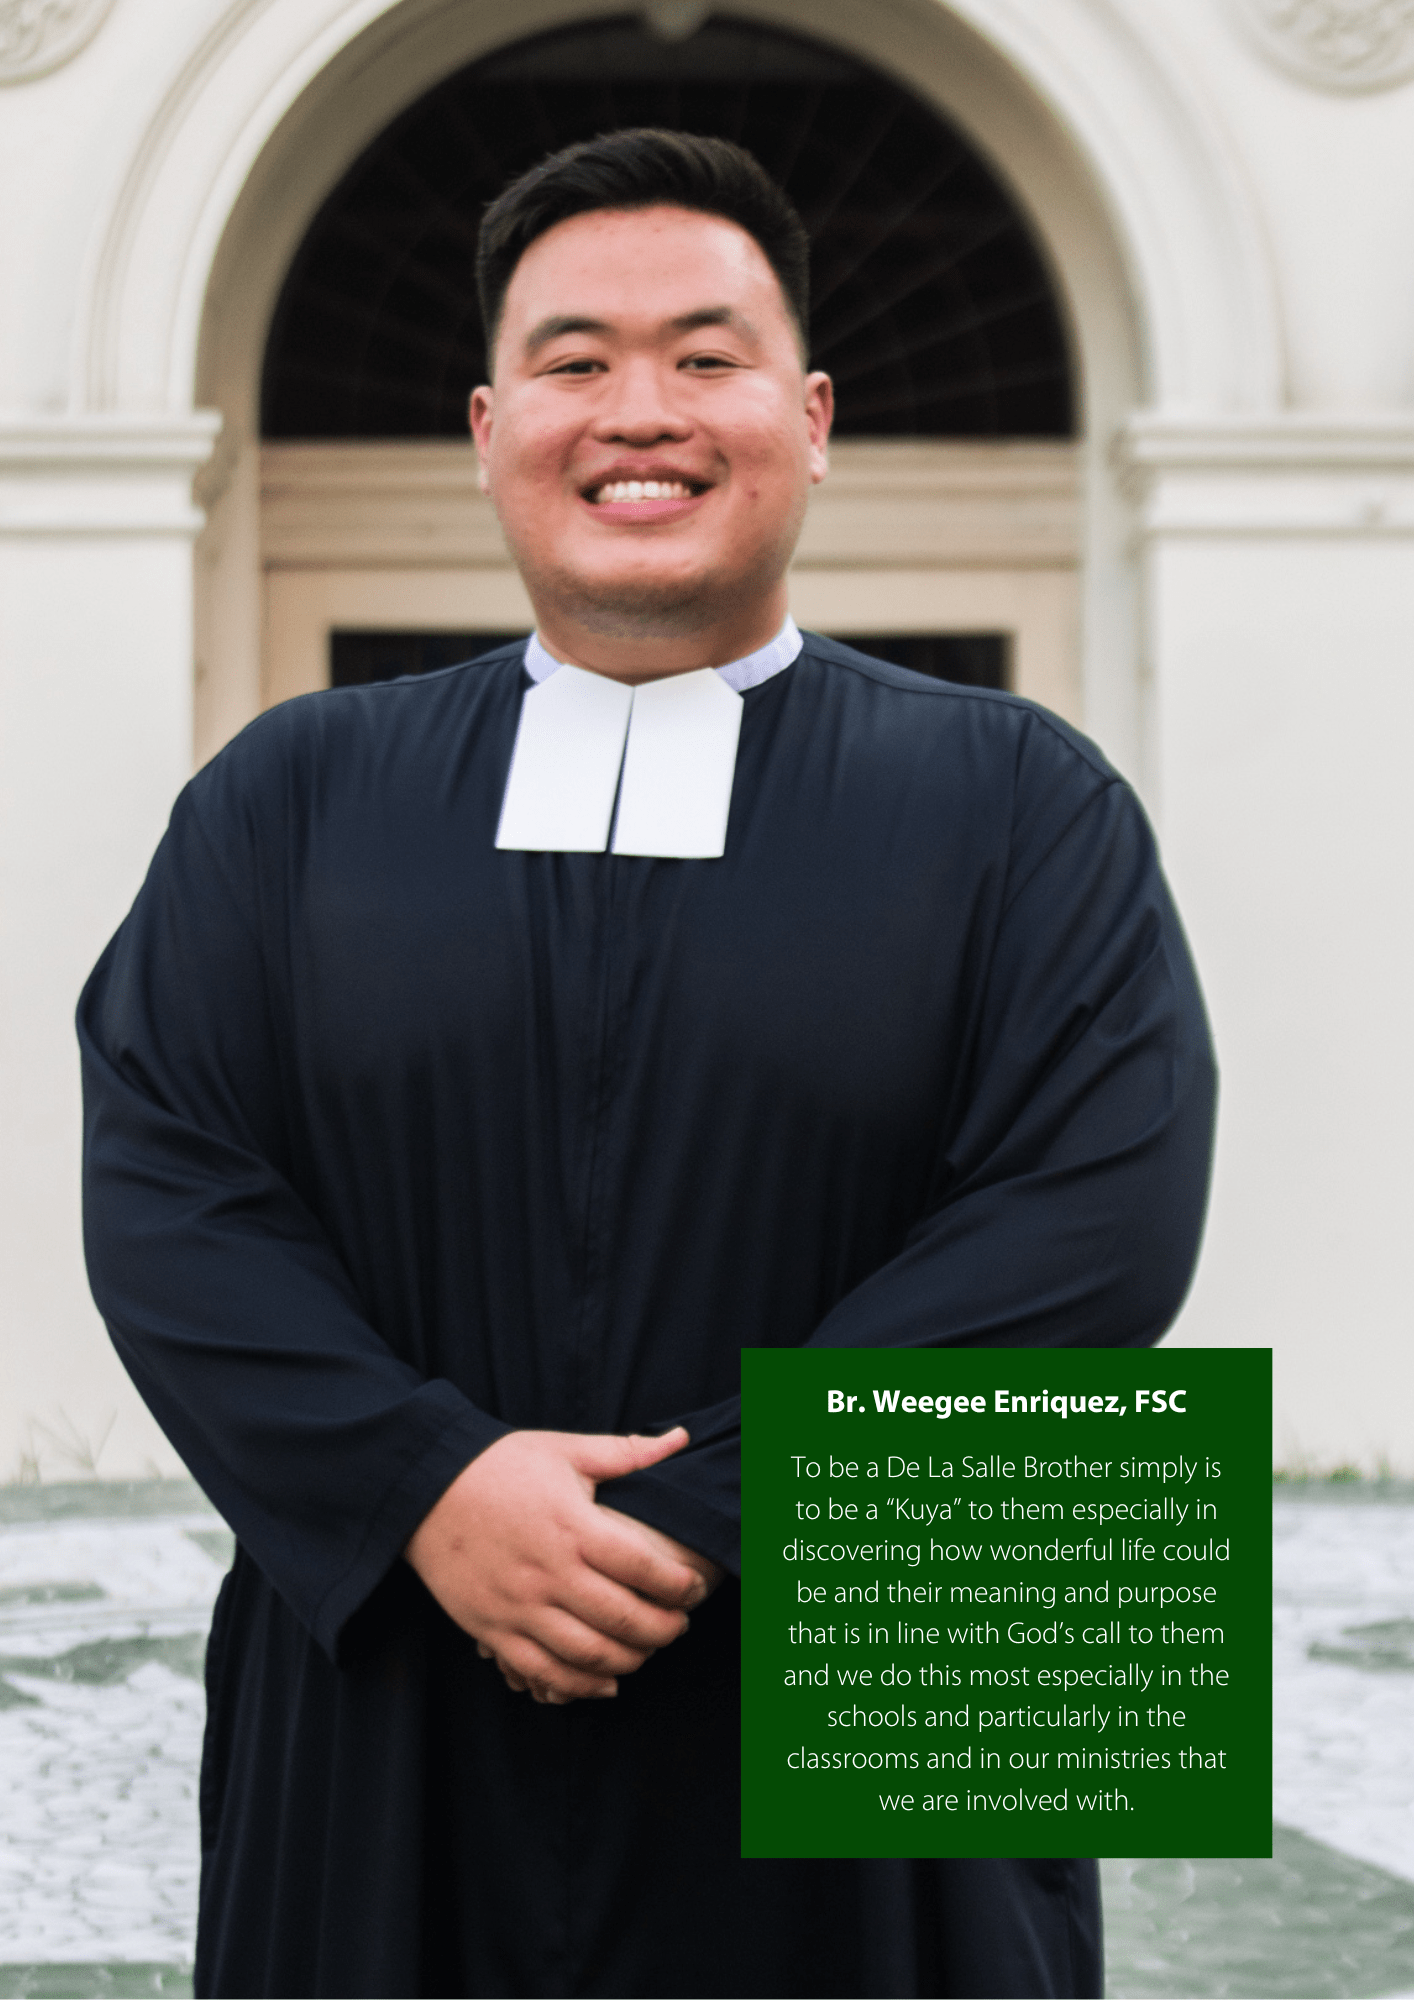 Br. Weegee Enriquez, FSC
To be a De La Salle Brother simply is
to be a “Kuya” to them especially in
discovering how wonderful life could
be and their meaning and purpose
that is in line with God’s call to them
and we do this most especially in the
schools and particularly in the
classrooms and in our ministries that
we are involved with.